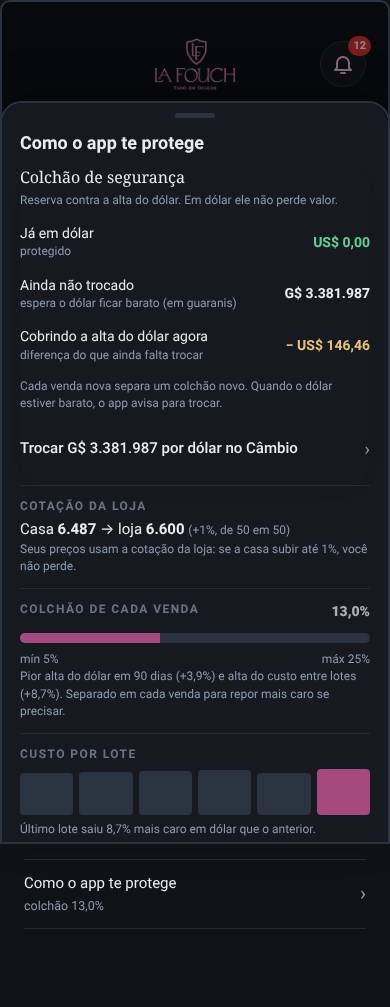 12
LA FOUCH
Como o app te protege
Colchão de segurança
Reserva contra a alta do dólar. Em dólar ele não perde valor.
Já em dólar
protegido
US$ 0,00
Ainda não trocado
espera o dólar ficar barato (em guaranis)
G$ 3.381.987
Cobrindo a alta do dólar agora
diferença do que ainda falta trocar
− US$ 146,46
Cada venda nova separa um colchão novo. Quando o dólar
estiver barato, o app avisa para trocar.
Trocar G$ 3.381.987 por dólar no Câmbio ›
COTAÇÃO DA LOJA
Casa 6.487 → loja 6.600 (+1%, de 50 em 50)
Seus preços usam a cotação da loja: se a casa subir até 1%, você
não perde.
COLCHÃO DE CADA VENDA 13,0%
mín 5% máx 25%
Pior alta do dólar em 90 dias (+3,9%) e alta do custo entre lotes
(+8,7%). Separado em cada venda para repor mais caro se
precisar.
CUSTO POR LOTE
Último lote saiu 8,7% mais caro em dólar que o anterior.
Como o app te protege
colchão 13,0% ›